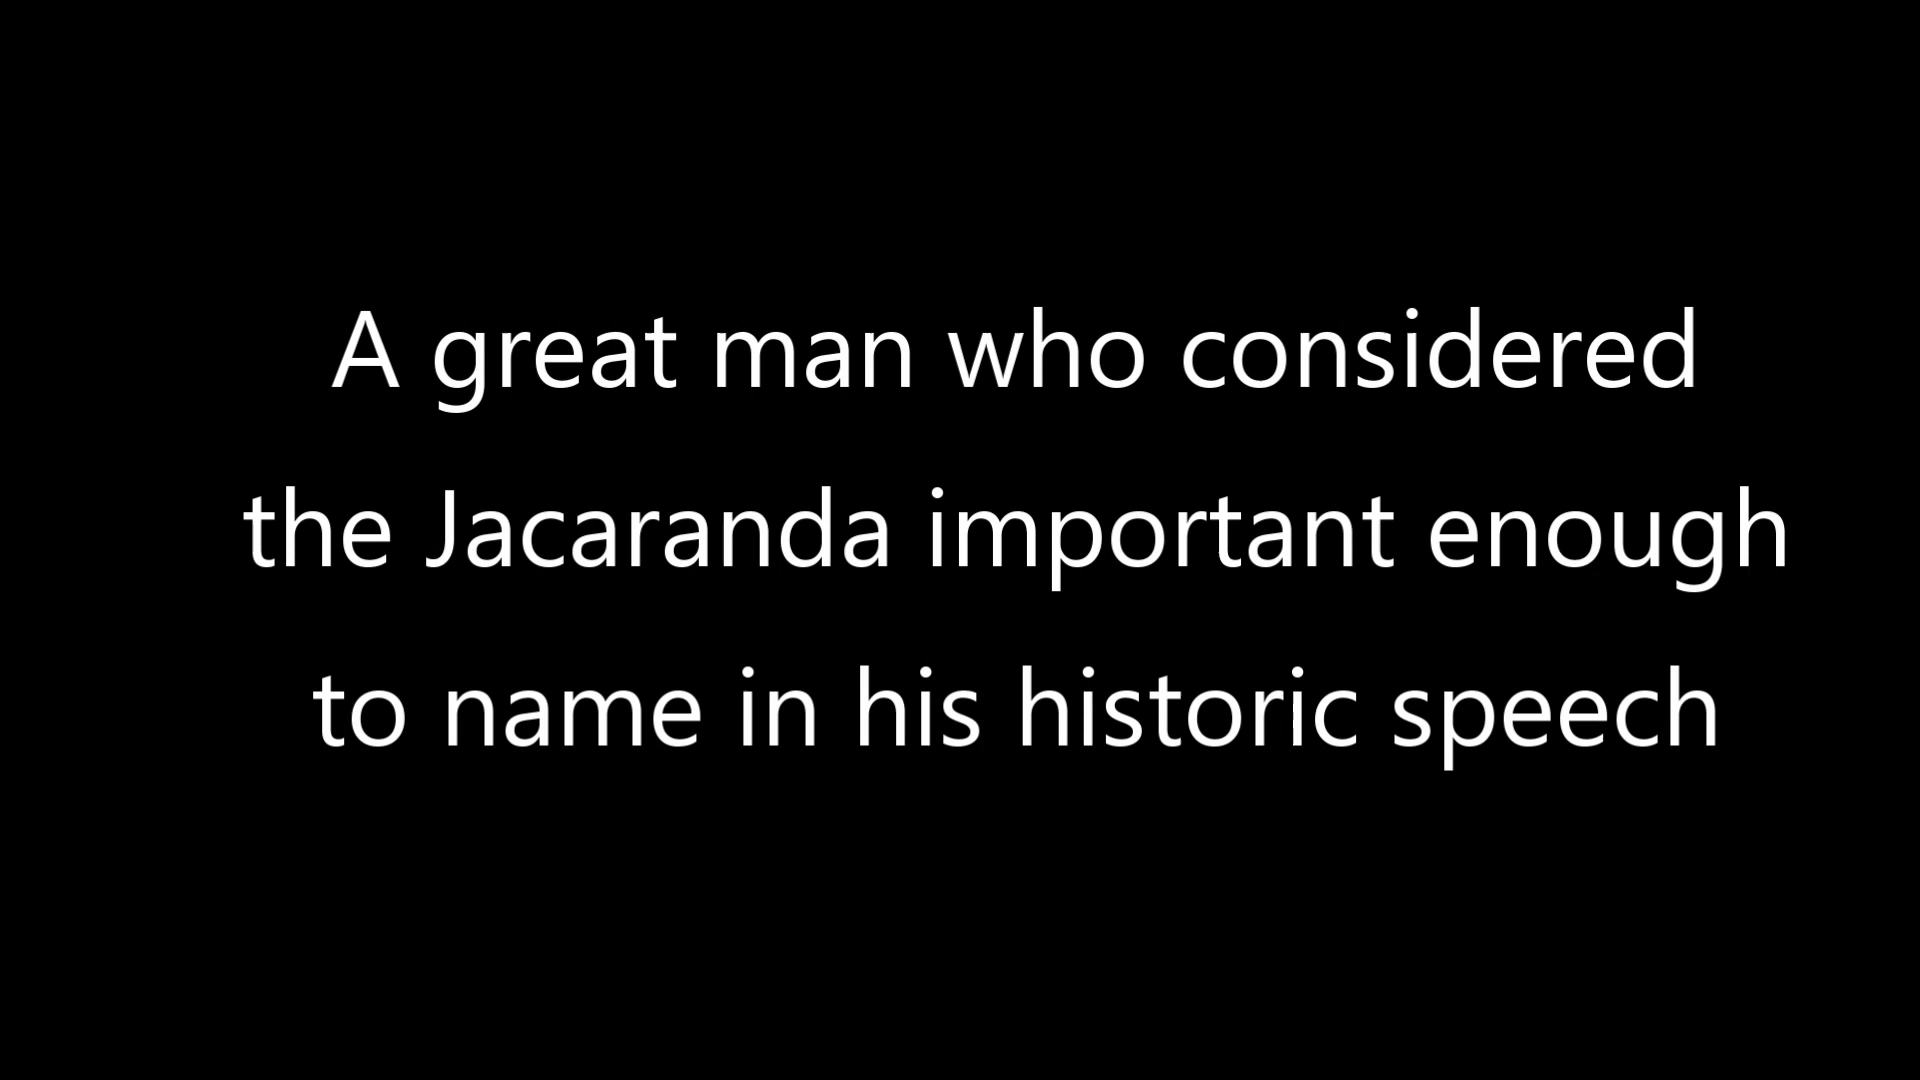 A great man who considered
the Jacaranda important enough
to name in his historic speech